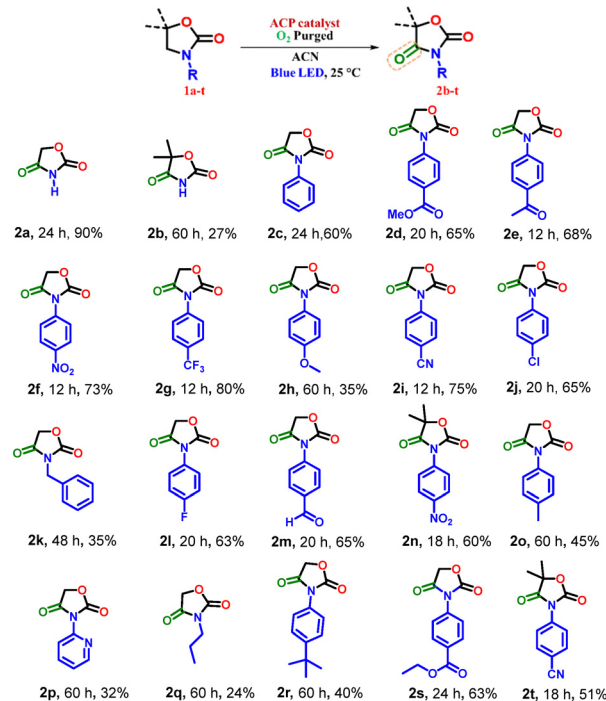 O
O
N
R
1a-t
ACP catalyst
O2 Purged
ACN
Blue LED, 25 °C
O
O
O
N
R
2b-t
O
O
O
N
H
O
O
O
NH
O
O
O
N
O
O
O
N
MeO
O
O
O
O
N
O
2a, 24 h, 90%
2b, 60 h, 27%
2c, 24 h,60%
2d, 20 h, 65%
2e, 12 h, 68%
O
O
O
N
NO2
O
O
O
N
CF3
O
O
O
N
O
O
O
O
N
CN
O
O
O
N
Cl
2f, 12 h, 73%
2g, 12 h, 80%
2h, 60 h, 35%
2i, 12 h, 75%
2j, 20 h, 65%
O
O
O
N
O
O
O
N
F
O
O
O
N
H
O
O
O
O
N
NO2
O
O
O
N
2k, 48 h, 35%
2l, 20 h, 63%
2m, 20 h, 65%
2n, 18 h, 60%
2o, 60 h, 45%
O
O
O
N
N
O
O
O
N
O
O
O
N
O
O
O
N
O
O
O
O
O
N
CN
2p, 60 h, 32%
2q, 60 h, 24%
2r, 60 h, 40%
2s, 24 h, 63%
2t, 18 h, 51%